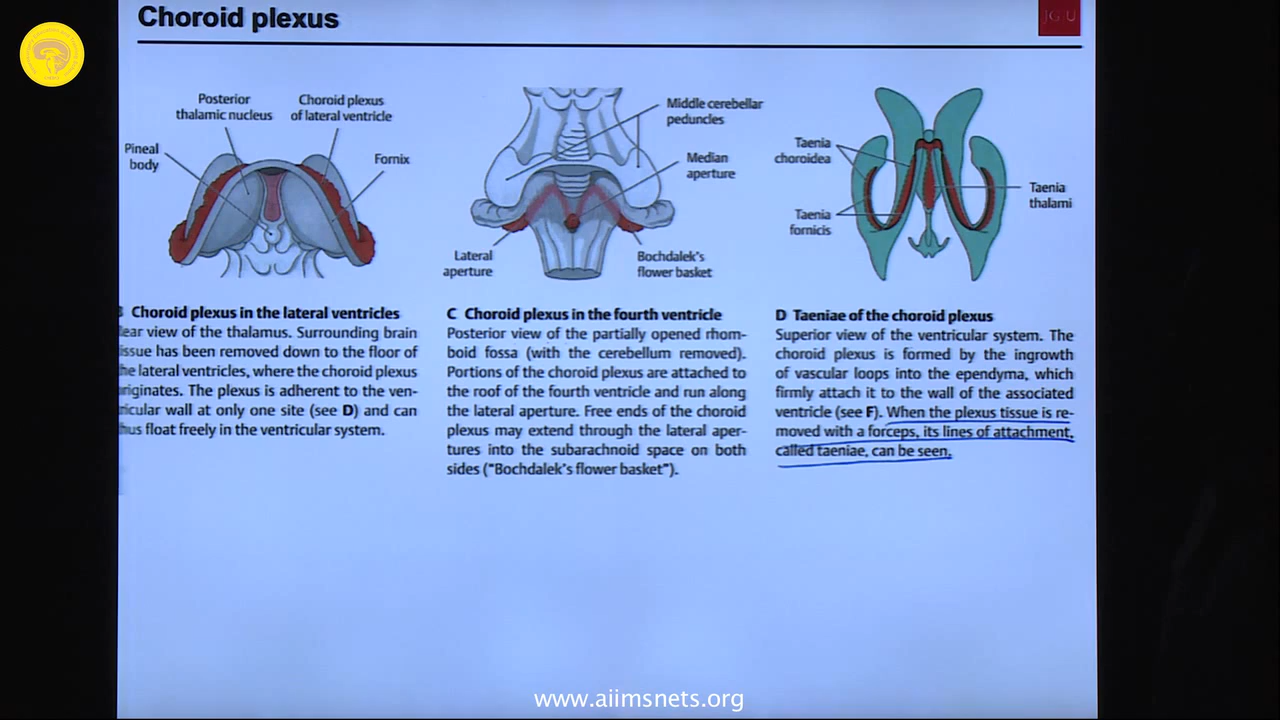 Choroid plexus
JGU
Posterior
thalamic nucleus
Choroid plexus
of lateral ventricle
Pineal
body
Fornix
Middle cerebellar
peduncles
Median
aperture
Lateral
aperture
Bochdalek's
flower basket
Taenia
choroidea
Taenia
fornicis
Taenia
thalami
Choroid plexus in the lateral ventricles
ear view of the thalamus. Surrounding brain
issue has been removed down to the floor of
he lateral ventricles, where the choroid plexus
riginates. The plexus is adherent to the ven-
ricular wall at only one site (see D) and can
hus float freely in the ventricular system.
C Choroid plexus in the fourth ventricle
Posterior view of the partially opened rhom-
boid fossa (with the cerebellum removed).
Portions of the choroid plexus are attached to
the roof of the fourth ventricle and run along
the lateral aperture. Free ends of the choroid
plexus may extend through the lateral aper-
tures into the subarachnoid space on both
sides ("Bochdalek's flower basket").
D Taeniae of the choroid plexus
Superior view of the ventricular system. The
choroid plexus is formed by the ingrowth
of vascular loops into the ependyma, which
firmly attach it to the wall of the associated
ventricle (see F). When the plexus tissue is re-
moved with a forceps, its lines of attachment,
called taeniae, can be seen.
www.aiimsnets.org